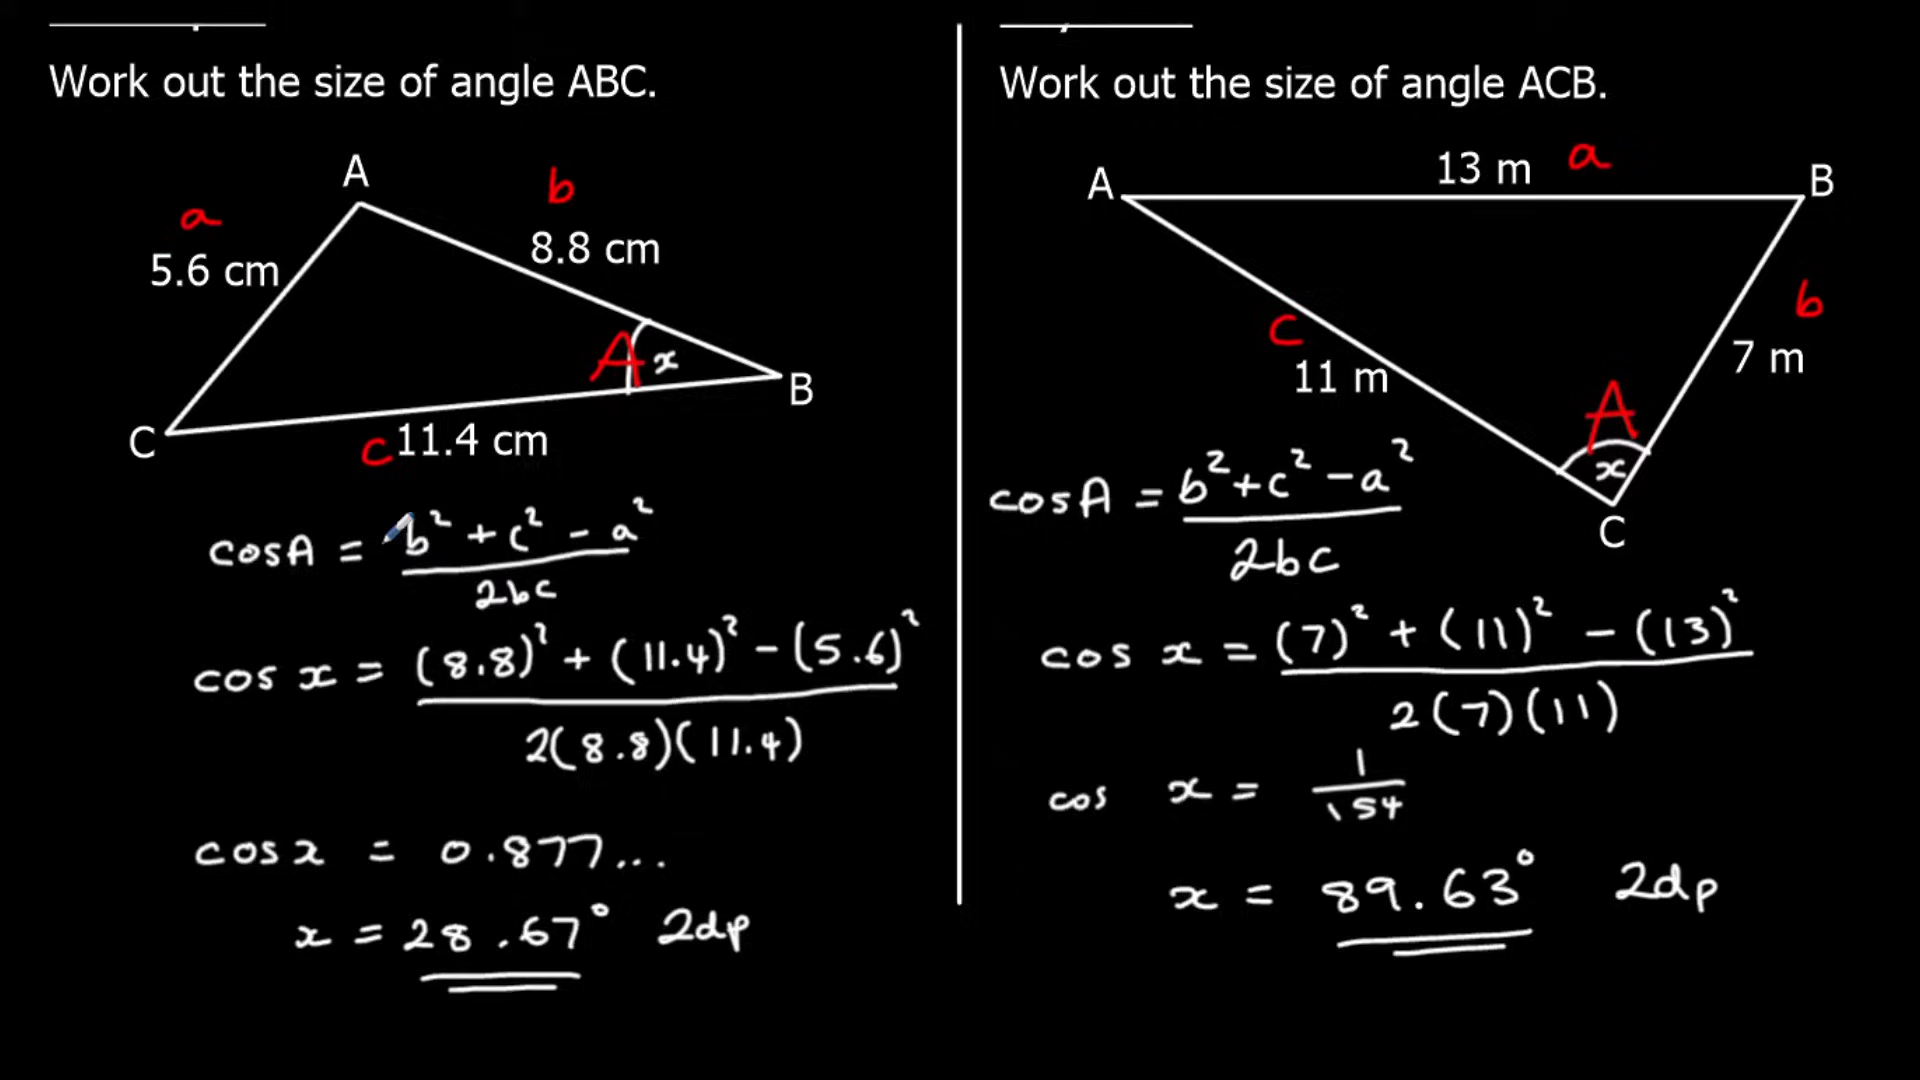 Work out the size of angle ABC.
A
b
a
8.8 cm
5.6 cm
A x
B
C
c 11.4 cm
cosA = b² + c² - a² / 2bc
cos x = (8.8)² + (11.4)² - (5.6)² / 2(8.8)(11.4)
cos x = 0.877...
x = 28.67° 2dp
Work out the size of angle ACB.
13 m a
A
B
b
c
7 m
11 m
A
x
C
cosA = b² + c² - a² / 2bc
cos x = (7)² + (11)² - (13)² / 2(7)(11)
cos x = 1 / 154
x = 89.63° 2dp